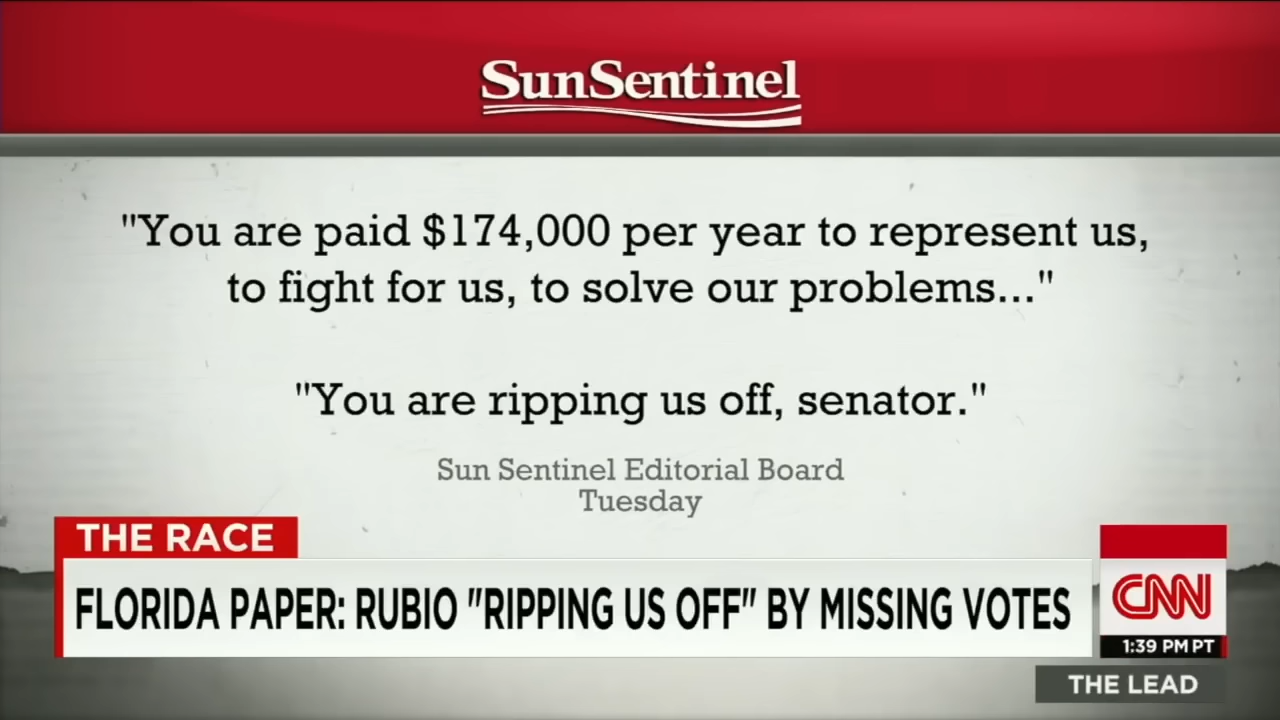 SunSentinel
"You are paid $174,000 per year to represent us,
to fight for us, to solve our problems..."
"You are ripping us off, senator."
Sun Sentinel Editorial Board
Tuesday
THE RACE
FLORIDA PAPER: RUBIO "RIPPING US OFF" BY MISSING VOTES
CNN
1:39 PM PT
THE LEAD